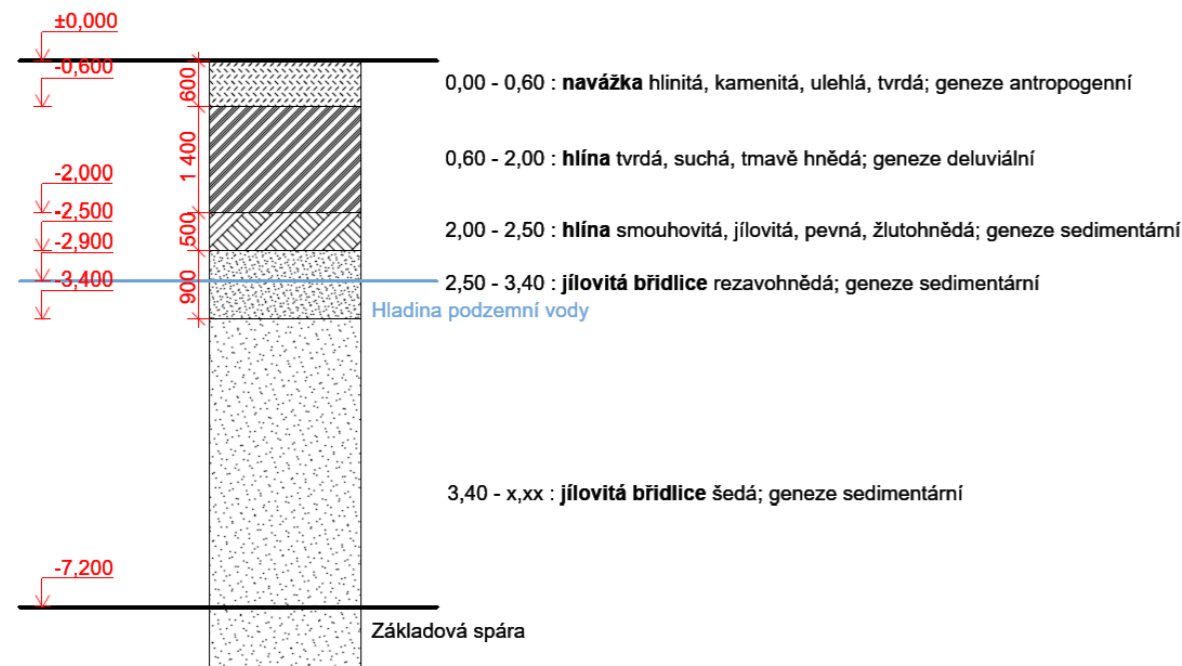 ±0,000
-0,600
600
0,00 - 0,60 : navážka hlinitá, kamenitá, ulehlá, tvrdá; geneze antropogenní
1 400
0,60 - 2,00 : hlína tvrdá, suchá, tmavě hnědá; geneze deluviální
-2,000
-2,500
500
2,00 - 2,50 : hlína smouhovitá, jílovitá, pevná, žlutohnědá; geneze sedimentární
-2,900
-3,400
900
2,50 - 3,40 : jílovitá břidlice rezavohnědá; geneze sedimentární
Hladina podzemní vody
3,40 - x,xx : jílovitá břidlice šedá; geneze sedimentární
-7,200
Základová spára